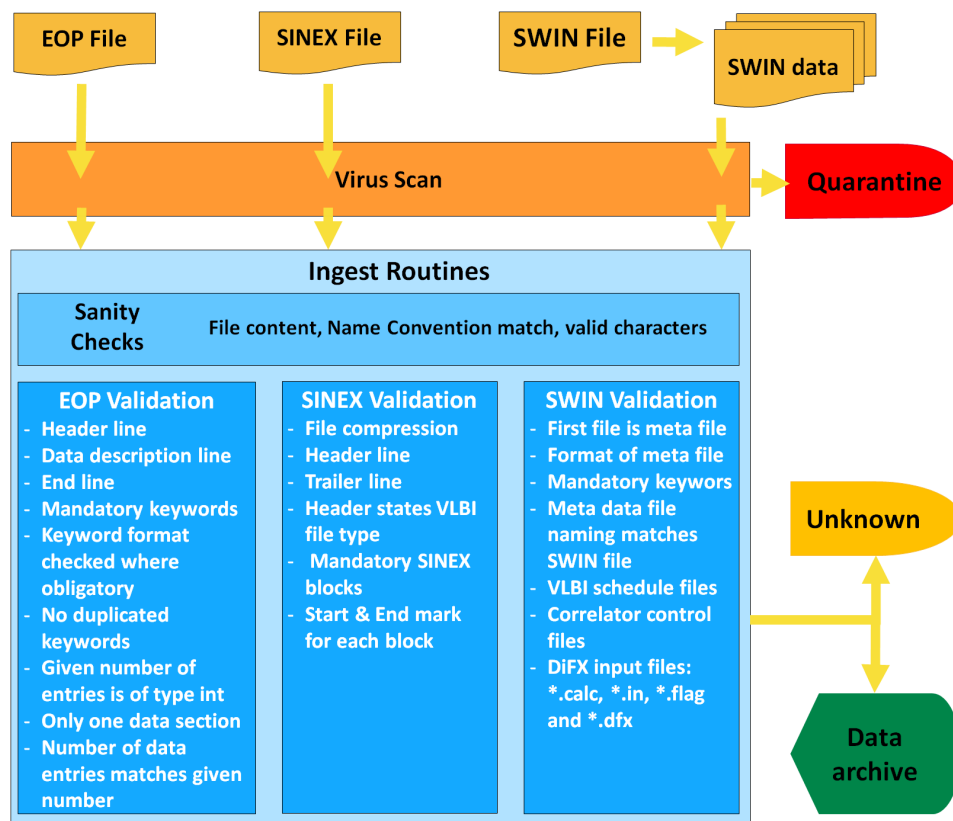 EOP File
SINEX File
SWIN File
SWIN data
Virus Scan
Quarantine
Ingest Routines
Sanity
Checks
File content, Name Convention match, valid characters
EOP Validation
- Header line
- Data description line
- End line
- Mandatory keywords
- Keyword format
checked where
obligatory
- No duplicated
keywords
- Given number of
entries is of type int
- Only one data section
- Number of data
entries matches given
number
SINEX Validation
- File compression
- Header line
- Trailer line
- Header states VLBI
file type
- Mandatory SINEX
blocks
- Start & End mark
for each block
SWIN Validation
- First file is meta file
- Format of meta file
- Mandatory keywors
- Meta data file
naming matches
SWIN file
- VLBI schedule files
- Correlator control
files
- DiFX input files:
*.calc, *.in, *.flag
and *.dfx
Unknown
Data
archive